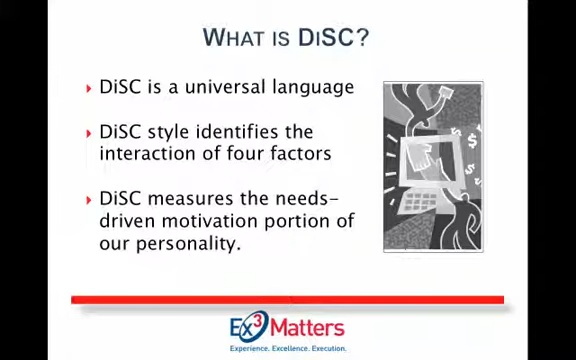 WHAT IS DISC?
DiSC is a universal language
DiSC style identifies the
interaction of four factors
DiSC measures the needs-
driven motivation portion of
our personality.
Ex3 Matters
Experience. Excellence. Execution.